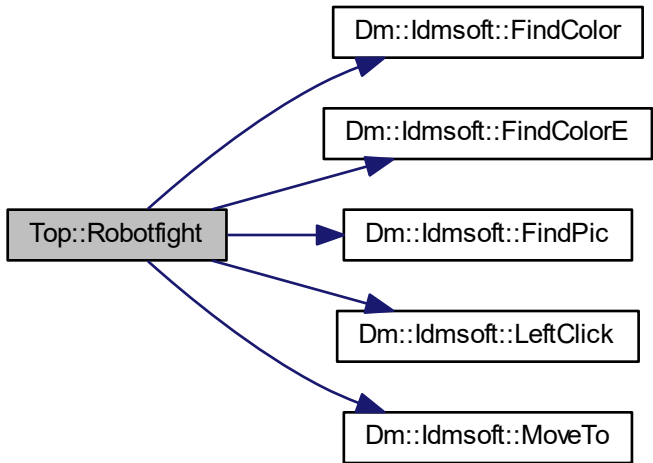 Dm::Idmsoft::FindColor
Dm::Idmsoft::FindColorE
Top::Robotfight
Dm::Idmsoft::FindPic
Dm::Idmsoft::LeftClick
Dm::Idmsoft::MoveTo